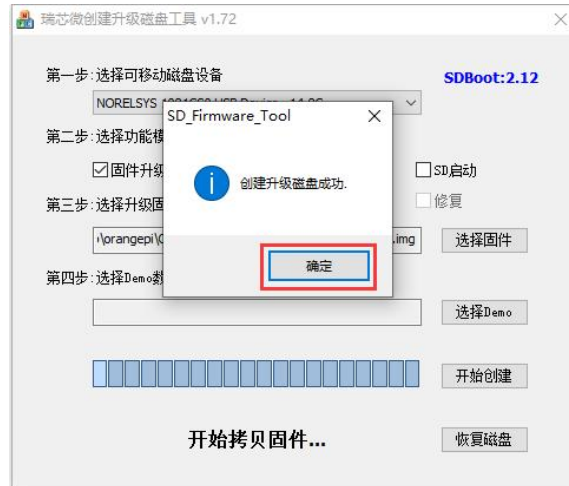 瑞芯微创建升级磁盘工具 v1.72
第一步:选择可移动磁盘设备
SDBoot:2.12
NORELSYS
SD_Firmware_Tool
第二步:选择功能模
固件升级
SD启动
创建升级磁盘成功.
第三步:选择升级固
修复
\orangepi\
.img
选择固件
确定
第四步:选择Demo数
选择Demo
开始创建
开始拷贝固件...
恢复磁盘